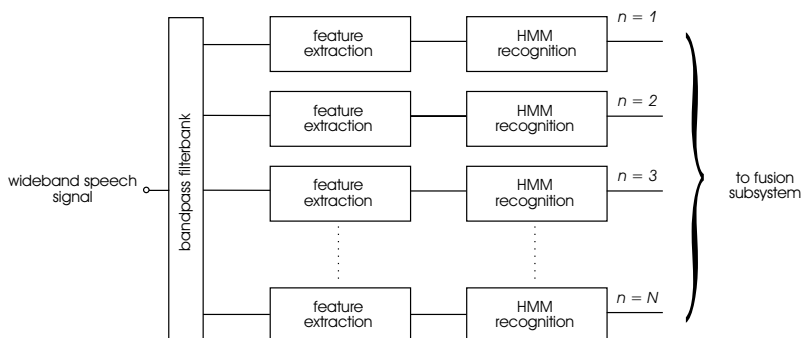 n = 1
feature
extraction
HMM
recognition
n = 2
feature
extraction
HMM
recognition
wideband speech
signal
bandpass filterbank
n = 3
feature
extraction
HMM
recognition
to fusion
subsystem
n = N
feature
extraction
HMM
recognition